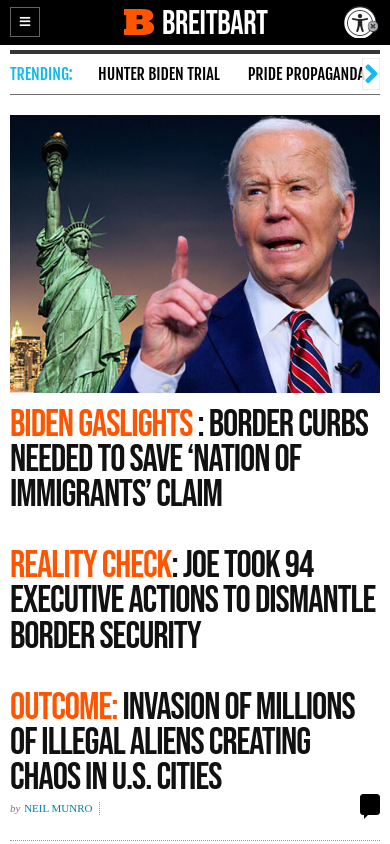 BREITBART
TRENDING: HUNTER BIDEN TRIAL PRIDE PROPAGANDA
BIDEN GASLIGHTS : BORDER CURBS
NEEDED TO SAVE ‘NATION OF
IMMIGRANTS’ CLAIM
REALITY CHECK: JOE TOOK 94
EXECUTIVE ACTIONS TO DISMANTLE
BORDER SECURITY
OUTCOME: INVASION OF MILLIONS
OF ILLEGAL ALIENS CREATING
CHAOS IN U.S. CITIES
by NEIL MUNRO